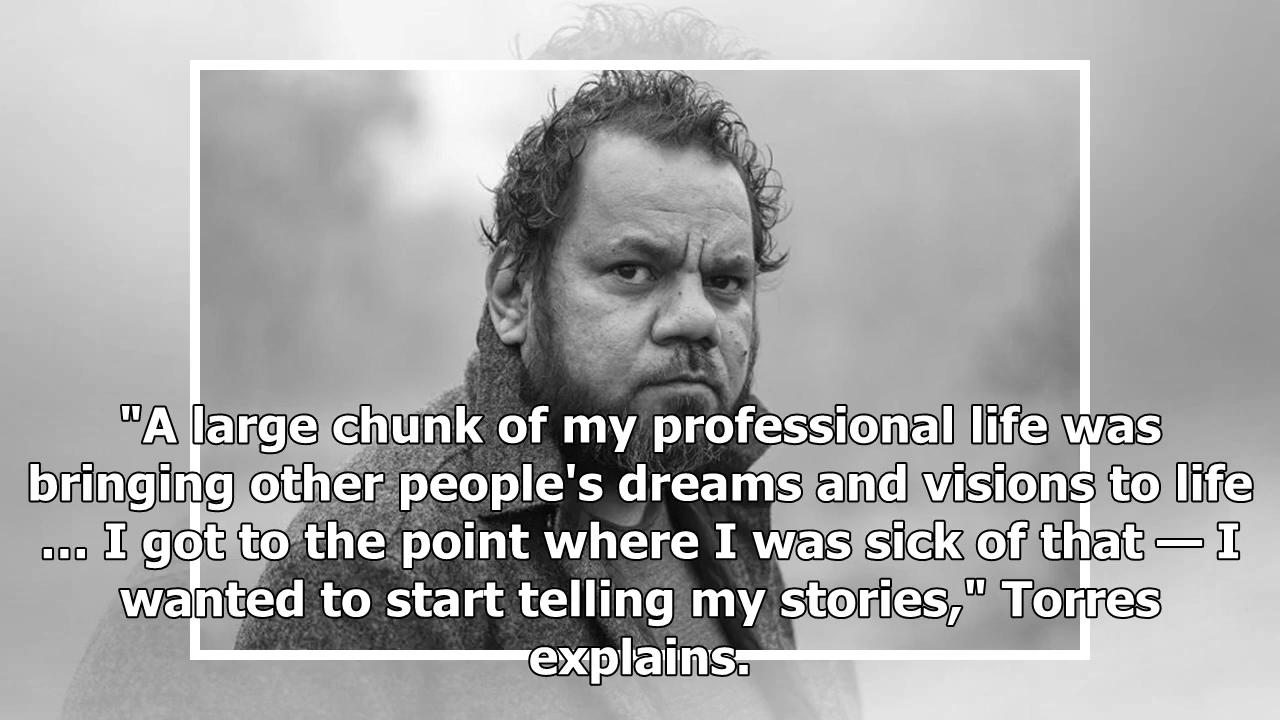 "A large chunk of my professional life was
bringing other people's dreams and visions to life
... I got to the point where I was sick of that — I
wanted to start telling my stories," Torres
explains.